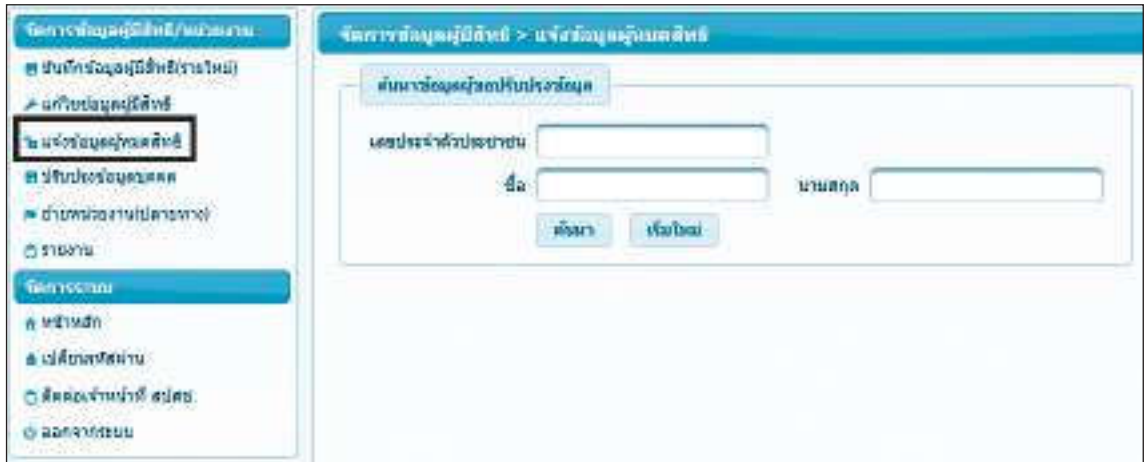 จัดการข้อมูลผู้มีสิทธิ/หน่วยงาน
บันทึกข้อมูลผู้มีสิทธิ(รายใหม่)
แก้ไขข้อมูลผู้มีสิทธิ
แจ้งข้อมูลผู้หมดสิทธิ
ปรับปรุงข้อมูลบุคคล
ย้ายหน่วยงาน(ปลายทาง)
รายงาน
จัดการระบบ
หน้าหลัก
เปลี่ยนรหัสผ่าน
ติดต่อเจ้าหน้าที่ สปสช.
ออกจากระบบ
จัดการข้อมูลผู้มีสิทธิ > แจ้งข้อมูลผู้หมดสิทธิ
ค้นหาข้อมูลผู้ขอปรับปรุงข้อมูล
เลขประจำตัวประชาชน
ชื่อ
นามสกุล
ค้นหา
เริ่มใหม่